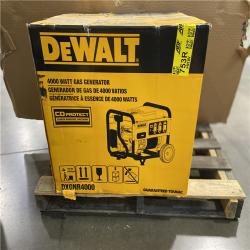 DEWALT
4000 WATT GAS GENERATOR
GENERADOR DE GAS DE 4000 VATIOS
GÉNÉRATRICE À ESSENCE DE 4000 WATTS
CO PROTECT
DXGNR4000
GUARANTEED TOUGH.
753R